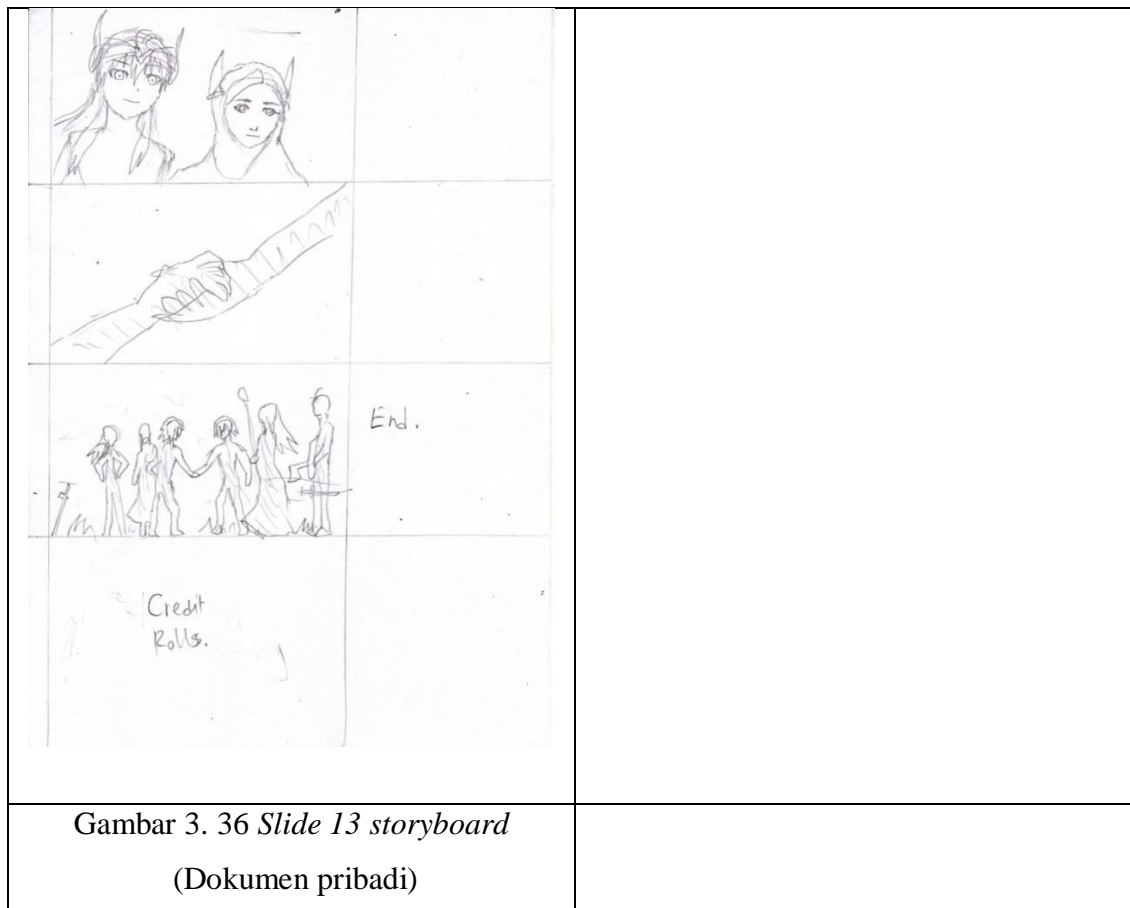 End.
Credit
Rolls.
Gambar 3. 36 Slide 13 storyboard
(Dokumen pribadi)